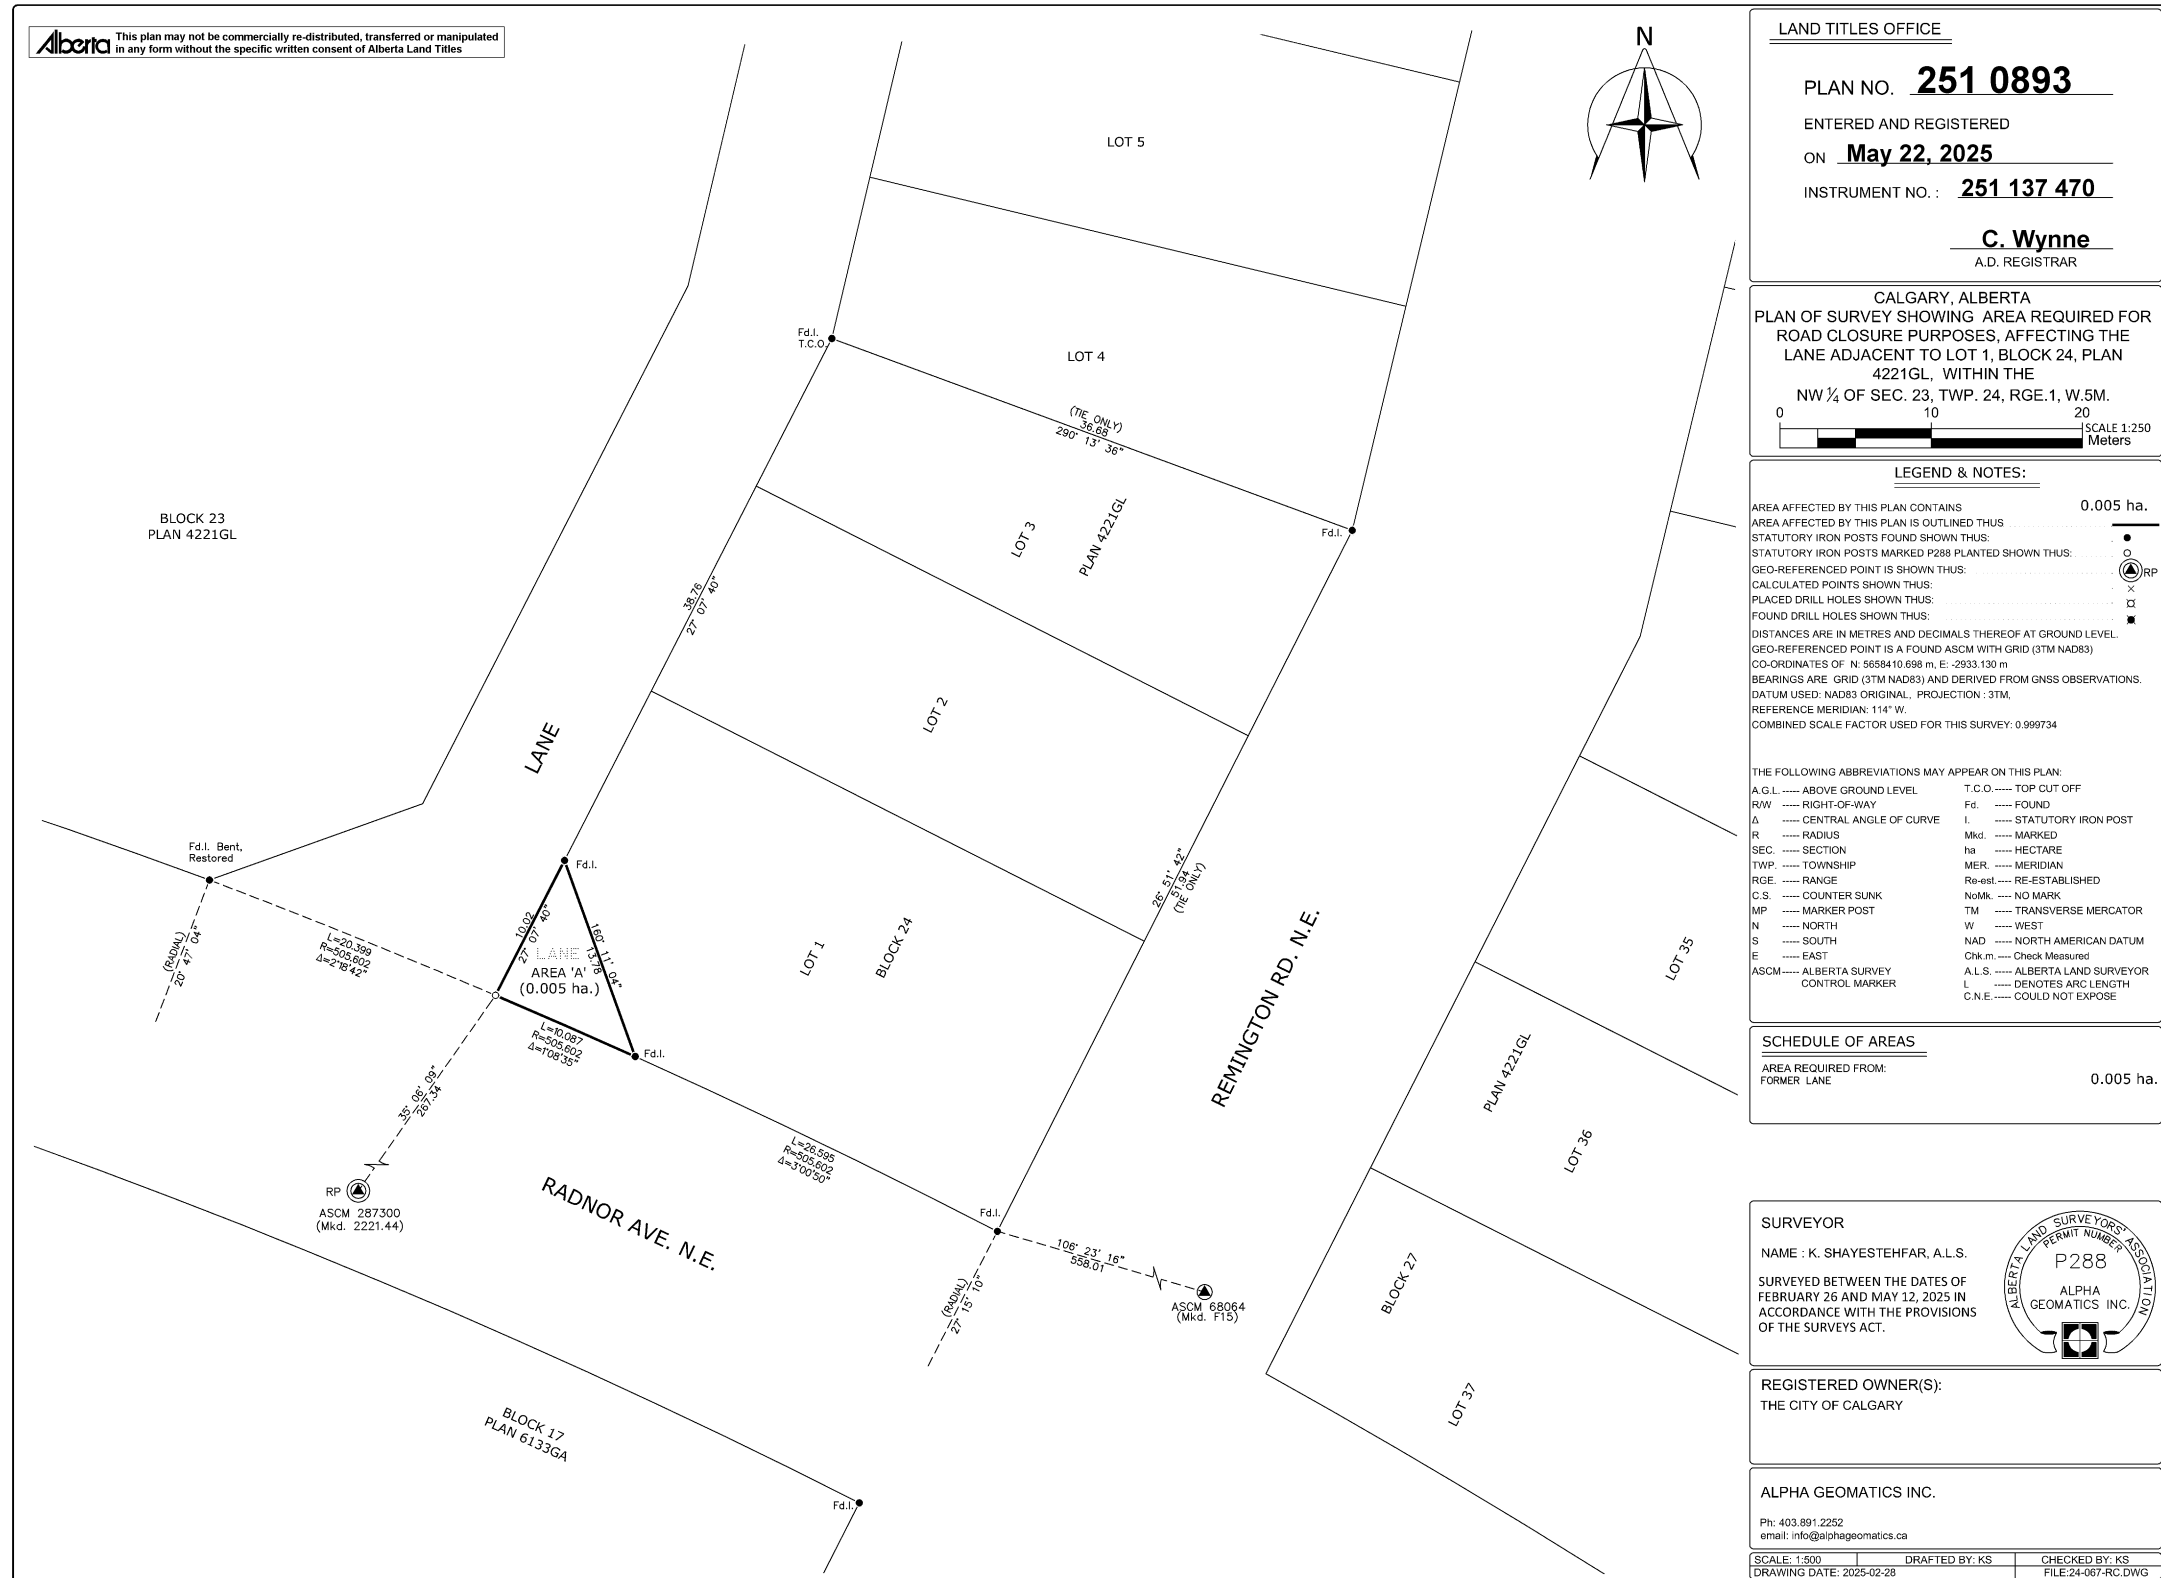 Alberta
This plan may not be commercially re-distributed, transferred or manipulated
in any form without the specific written consent of Alberta Land Titles
N
LOT 5
Fd.I.
T.C.O.
LOT 4
(TIE ONLY)
36.68
290° 13' 36"
BLOCK 23
PLAN 4221GL
LOT 3
PLAN 4221GL
Fd.I.
38.76
27° 07' 40"
LOT 2
LANE
Fd.I. Bent,
Restored
Fd.I.
26° 51' 42"
51.94
(TIE ONLY)
(RADIAL)
20° 47' 04"
L=20.399
R=505.602
Δ=2°18'42"
10.02
27° 07' 40"
160° 11' 04"
13.78
LANE
AREA 'A'
(0.005 ha.)
LOT 1
BLOCK 24
REMINGTON RD. N.E.
LOT 35
L=10.087
R=505.602
Δ=1°08'35"
Fd.I.
35° 06' 09"
267.34
PLAN 4221GL
LOT 36
L=26.595
R=505.602
Δ=3°00'50"
RP
ASCM 287300
(Mkd. 2221.44)
RADNOR AVE. N.E.
Fd.I.
106° 23' 16"
558.01
(RADIAL)
27° 15' 10"
ASCM 68064
(Mkd. F15)
BLOCK 27
LOT 37
BLOCK 17
PLAN 6133GA
Fd.I.
LAND TITLES OFFICE
PLAN NO. 251 0893
ENTERED AND REGISTERED
ON May 22, 2025
INSTRUMENT NO. : 251 137 470
C. Wynne
A.D. REGISTRAR
CALGARY, ALBERTA
PLAN OF SURVEY SHOWING AREA REQUIRED FOR
ROAD CLOSURE PURPOSES, AFFECTING THE
LANE ADJACENT TO LOT 1, BLOCK 24, PLAN
4221GL, WITHIN THE
NW ¼ OF SEC. 23, TWP. 24, RGE.1, W.5M.
0 10 20
SCALE 1:250
Meters
LEGEND & NOTES:
AREA AFFECTED BY THIS PLAN CONTAINS 0.005 ha.
AREA AFFECTED BY THIS PLAN IS OUTLINED THUS
STATUTORY IRON POSTS FOUND SHOWN THUS:
STATUTORY IRON POSTS MARKED P288 PLANTED SHOWN THUS:
GEO-REFERENCED POINT IS SHOWN THUS: RP
CALCULATED POINTS SHOWN THUS:
PLACED DRILL HOLES SHOWN THUS:
FOUND DRILL HOLES SHOWN THUS:
DISTANCES ARE IN METRES AND DECIMALS THEREOF AT GROUND LEVEL.
GEO-REFERENCED POINT IS A FOUND ASCM WITH GRID (3TM NAD83)
CO-ORDINATES OF N: 5658410.698 m, E: -2933.130 m
BEARINGS ARE GRID (3TM NAD83) AND DERIVED FROM GNSS OBSERVATIONS.
DATUM USED: NAD83 ORIGINAL, PROJECTION : 3TM,
REFERENCE MERIDIAN: 114° W.
COMBINED SCALE FACTOR USED FOR THIS SURVEY: 0.999734
THE FOLLOWING ABBREVIATIONS MAY APPEAR ON THIS PLAN:
A.G.L. ----- ABOVE GROUND LEVEL T.C.O. ----- TOP CUT OFF
R/W ----- RIGHT-OF-WAY Fd. ----- FOUND
Δ ----- CENTRAL ANGLE OF CURVE I. ----- STATUTORY IRON POST
R ----- RADIUS Mkd. ----- MARKED
SEC. ----- SECTION ha ----- HECTARE
TWP. ----- TOWNSHIP MER. ----- MERIDIAN
RGE. ----- RANGE Re-est. ---- RE-ESTABLISHED
C.S. ----- COUNTER SUNK NoMk. ---- NO MARK
MP ----- MARKER POST TM ----- TRANSVERSE MERCATOR
N ----- NORTH W ----- WEST
S ----- SOUTH NAD ----- NORTH AMERICAN DATUM
E ----- EAST Chk.m. ---- Check Measured
ASCM ----- ALBERTA SURVEY A.L.S. ----- ALBERTA LAND SURVEYOR
CONTROL MARKER L ----- DENOTES ARC LENGTH
C.N.E. ----- COULD NOT EXPOSE
SCHEDULE OF AREAS
AREA REQUIRED FROM:
FORMER LANE 0.005 ha.
SURVEYOR
NAME : K. SHAYESTEHFAR, A.L.S.
SURVEYED BETWEEN THE DATES OF
FEBRUARY 26 AND MAY 12, 2025 IN
ACCORDANCE WITH THE PROVISIONS
OF THE SURVEYS ACT.
ALBERTA LAND SURVEYORS' ASSOCIATION
PERMIT NUMBER
P288
ALPHA
GEOMATICS INC.
REGISTERED OWNER(S):
THE CITY OF CALGARY
ALPHA GEOMATICS INC.
Ph: 403.891.2252
email: info@alphageomatics.ca
SCALE: 1:500 DRAFTED BY: KS CHECKED BY: KS
DRAWING DATE: 2025-02-28 FILE:24-067-RC.DWG